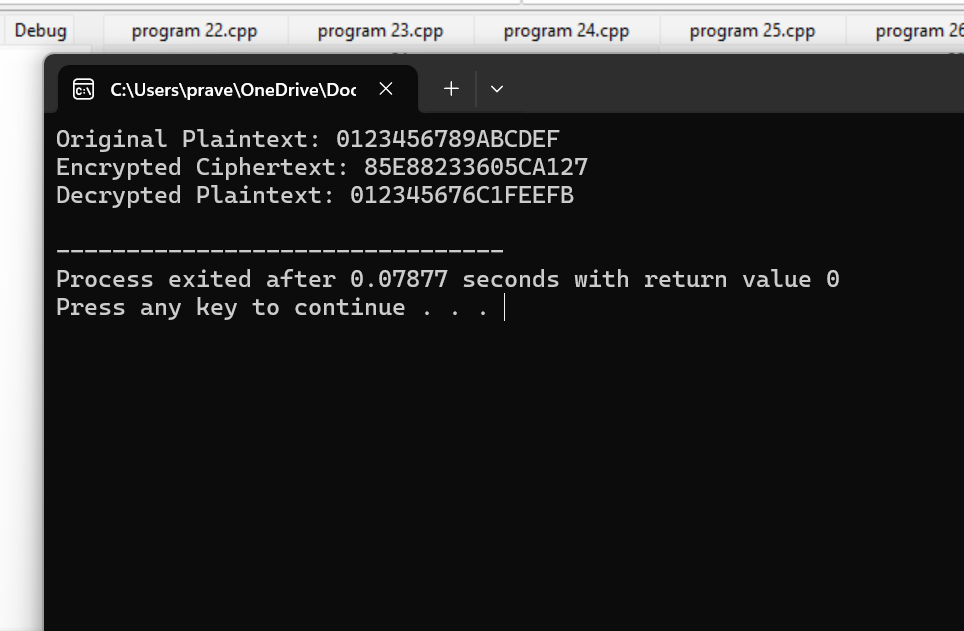 Debug program 22.cpp program 23.cpp program 24.cpp program 25.cpp program 26
C:\Users\prave\OneDrive\Doc
Original Plaintext: 0123456789ABCDEF
Encrypted Ciphertext: 85E88233605CA127
Decrypted Plaintext: 012345676C1FEEFB
--------------------------------
Process exited after 0.07877 seconds with return value 0
Press any key to continue . . .